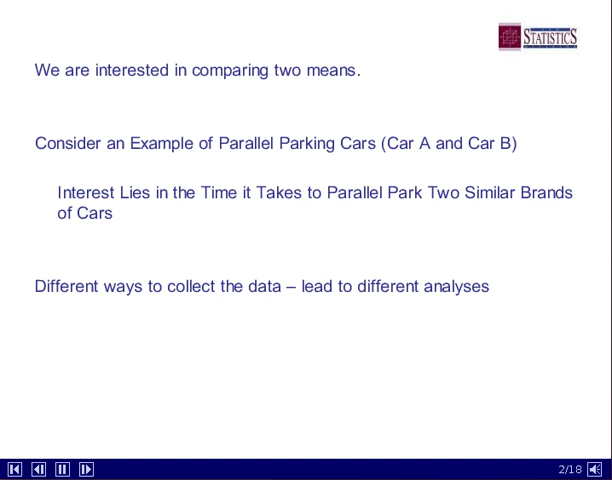 STATISTICS
We are interested in comparing two means.
Consider an Example of Parallel Parking Cars (Car A and Car B)
Interest Lies in the Time it Takes to Parallel Park Two Similar Brands
of Cars
Different ways to collect the data – lead to different analyses
2/18